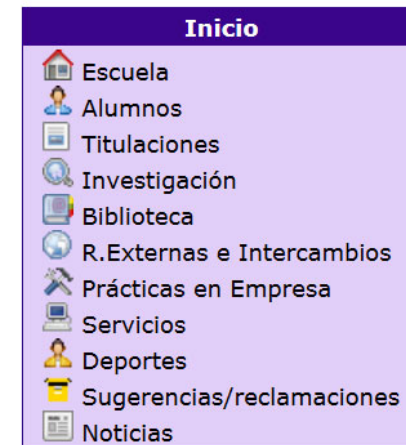 Inicio
Escuela
Alumnos
Titulaciones
Investigación
Biblioteca
R.Externas e Intercambios
Prácticas en Empresa
Servicios
Deportes
Sugerencias/reclamaciones
Noticias